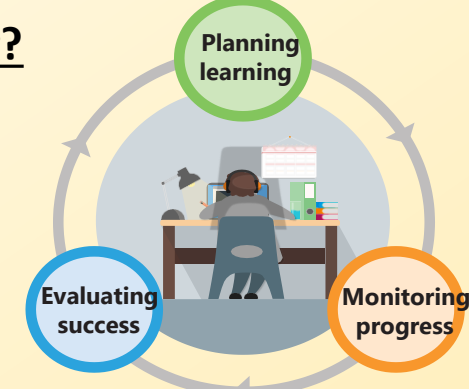 ?
Planning
learning
Evaluating
success
Monitoring
progress